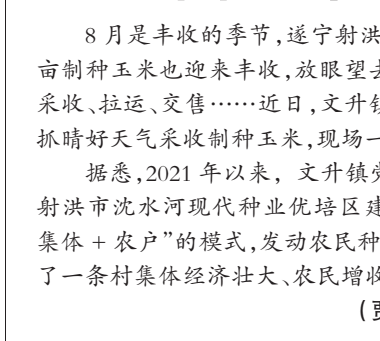 8 月是丰收的季节,遂宁射洪
亩制种玉米也迎来丰收,放眼望去
采收、拉运、交售……近日,文升镇
抓晴好天气采收制种玉米,现场一
据悉,2021 年以来, 文升镇党
射洪市沈水河现代种业优培区建
集体 + 农户”的模式,发动农民种
了一条村集体经济壮大、农民增收
(贾